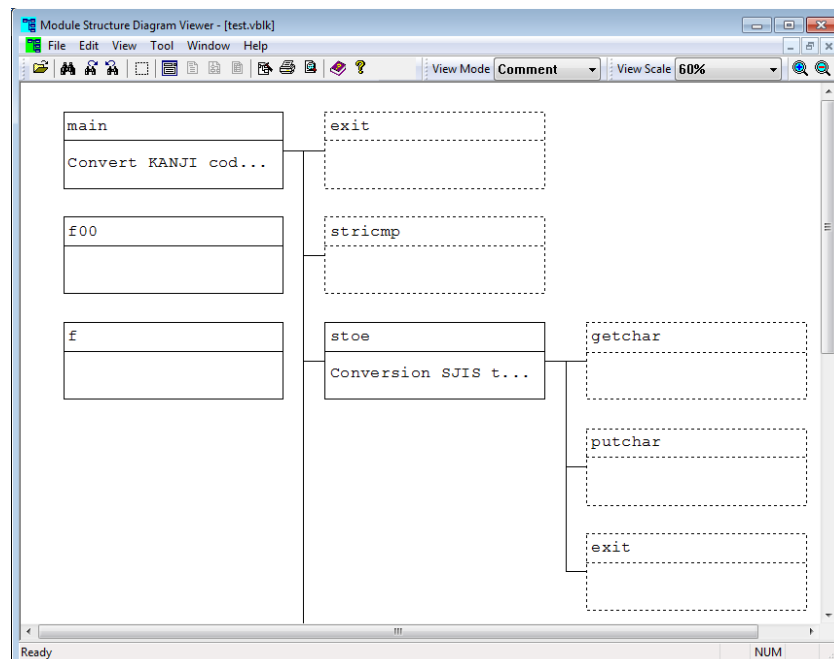 Module Structure Diagram Viewer - [test.vblk]
File Edit View Tool Window Help
View Mode Comment View Scale 60%
main
Convert KANJI cod...
exit
f00
stricmp
f
stoe
Conversion SJIS t...
getchar
putchar
exit
Ready NUM